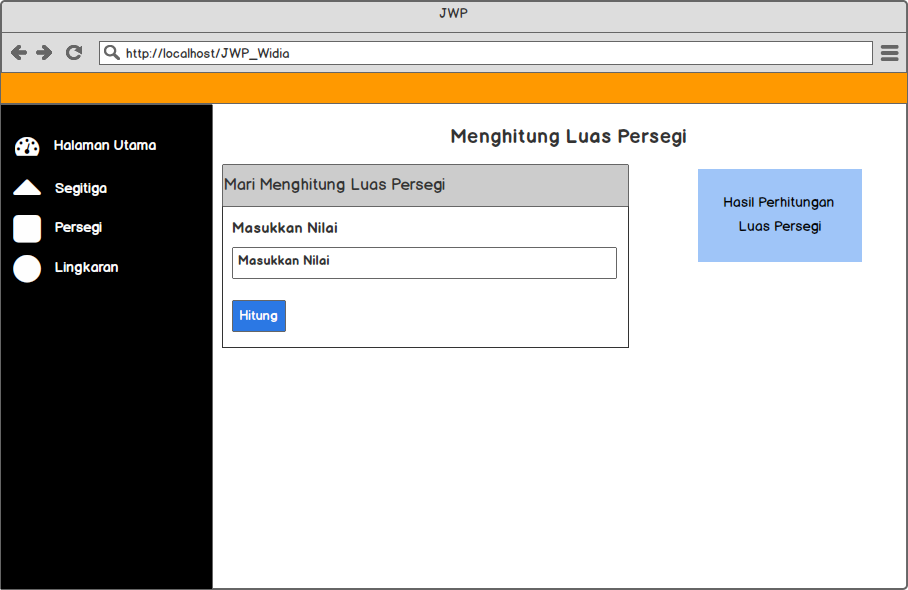 JWP
http://localhost/JWP_Widia
Halaman Utama
Segitiga
Persegi
Lingkaran
Menghitung Luas Persegi
Mari Menghitung Luas Persegi
Masukkan Nilai
Masukkan Nilai
Hitung
Hasil Perhitungan
Luas Persegi